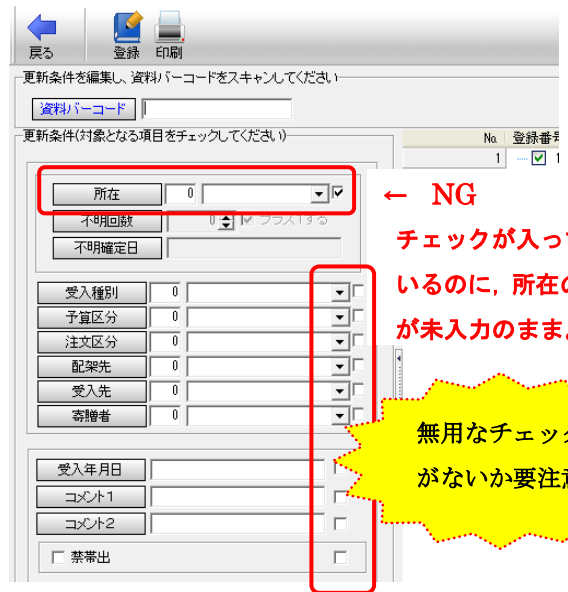 戻る 登録 印刷
更新条件を編集し、資料バーコードをスキャンしてください
資料バーコード
更新条件(対象となる項目をチェックしてください)
No. 登録番号
1 1
所在 0
← NG
不明回数 0 プラス1する
不明確定日
チェックが入って
いるのに，所在の
が未入力のまま。
受入種別 0
予算区分 0
注文区分 0
配架先 0
受入先 0
寄贈者 0
無用なチェック
がないか要注意
受入年月日
コメント1
コメント2
禁帯出